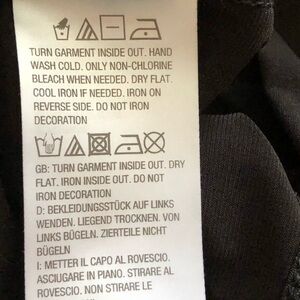 TURN GARMENT INSIDE OUT. HAND
WASH COLD. ONLY NON-CHLORINE
BLEACH WHEN NEEDED. DRY FLAT.
COOL IRON IF NEEDED. IRON ON
REVERSE SIDE. DO NOT IRON
DECORATION
GB: TURN GARMENT INSIDE OUT. DRY
FLAT. IRON INSIDE OUT. DO NOT
IRON DECORATION
D: BEKLEIDUNGSSTÜCK AUF LINKS
WENDEN. LIEGEND TROCKNEN. VON
LINKS BÜGELN. ZIERTEILE NICHT
BÜGELN
I: METTER IL CAPO AL ROVESCIO.
ASCIUGARE IN PIANO. STIRARE AL
ROVESCIO. NON STIRARE LE